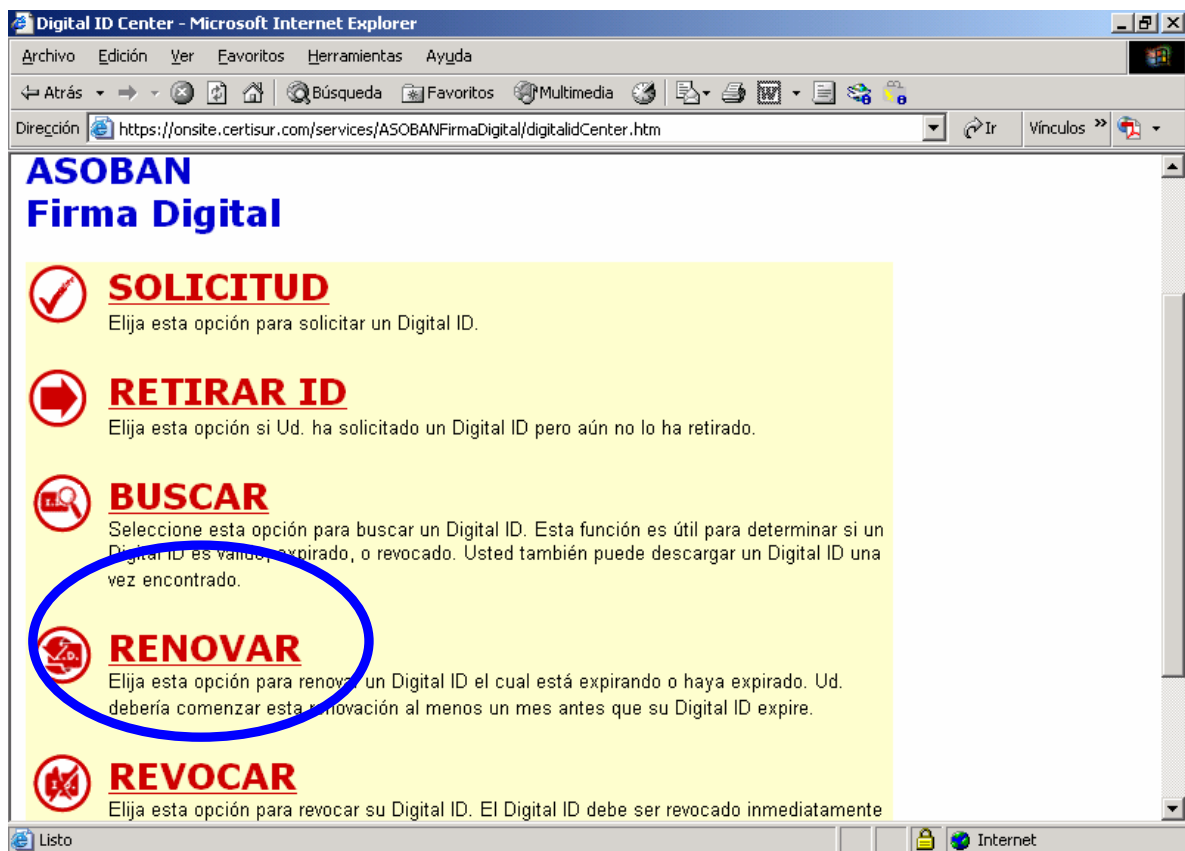 Digital ID Center - Microsoft Internet Explorer
Archivo Edición Ver Favoritos Herramientas Ayuda
Atrás Búsqueda Favoritos Multimedia
Dirección https://onsite.certisur.com/services/ASOBANFirmaDigital/digitalidCenter.htm Ir Vínculos »
ASOBAN
Firma Digital
SOLICITUD
Elija esta opción para solicitar un Digital ID.
RETIRAR ID
Elija esta opción si Ud. ha solicitado un Digital ID pero aún no lo ha retirado.
BUSCAR
Seleccione esta opción para buscar un Digital ID. Esta función es útil para determinar si un
Digital ID es válido, expirado, o revocado. Usted también puede descargar un Digital ID una
vez encontrado.
RENOVAR
Elija esta opción para renovar un Digital ID el cual está expirando o haya expirado. Ud.
debería comenzar esta renovación al menos un mes antes que su Digital ID expire.
REVOCAR
Elija esta opción para revocar su Digital ID. El Digital ID debe ser revocado inmediatamente
Listo Internet